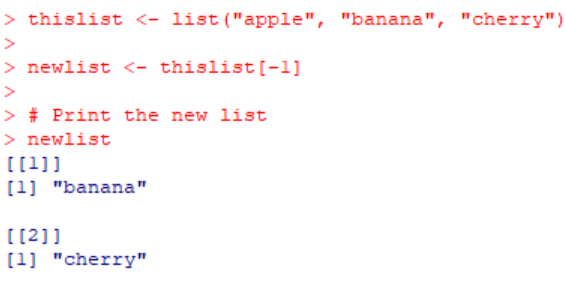 > thislist <- list("apple", "banana", "cherry")
>
> newlist <- thislist[-1]
>
> # Print the new list
> newlist
[[1]]
[1] "banana"

[[2]]
[1] "cherry"